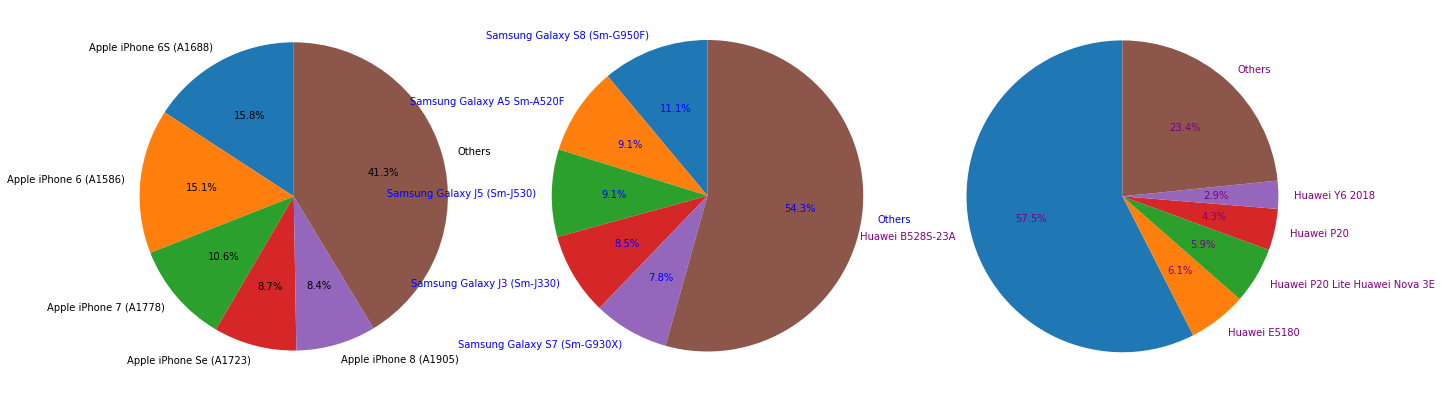 Apple iPhone 6S (A1688)
15.8%
Apple iPhone 6 (A1586)
15.1%
Apple iPhone 7 (A1778)
10.6%
Apple iPhone Se (A1723)
8.7%
Apple iPhone 8 (A1905)
8.4%
Others
41.3%
Samsung Galaxy S8 (Sm-G950F)
11.1%
Samsung Galaxy A5 Sm-A520F
9.1%
Samsung Galaxy J5 (Sm-J530)
9.1%
Samsung Galaxy J3 (Sm-J330)
8.5%
Samsung Galaxy S7 (Sm-G930X)
7.8%
Others
54.3%
Huawei B528S-23A
57.5%
Huawei E5180
6.1%
Huawei P20 Lite Huawei Nova 3E
5.9%
Huawei P20
4.3%
Huawei Y6 2018
2.9%
Others
23.4%